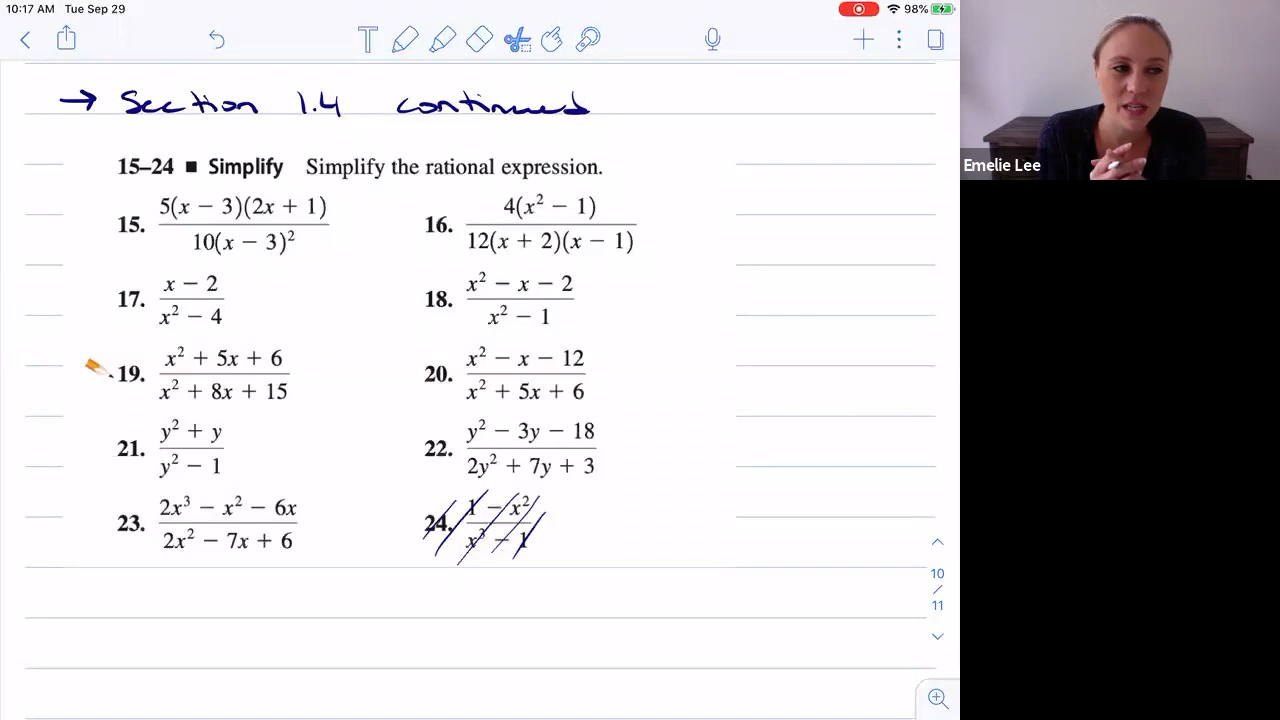 10:17 AM Tue Sep 29
98%
→ Section 1.4 continued
15–24 ■ Simplify Simplify the rational expression.
15. 5(x − 3)(2x + 1) / 10(x − 3)²
16. 4(x² − 1) / 12(x + 2)(x − 1)
17. x − 2 / x² − 4
18. x² − x − 2 / x² − 1
19. x² + 5x + 6 / x² + 8x + 15
20. x² − x − 12 / x² + 5x + 6
21. y² + y / y² − 1
22. y² − 3y − 18 / 2y² + 7y + 3
23. 2x³ − x² − 6x / 2x² − 7x + 6
24. 1 − x² / x³ − 1
10
/
11
Emelie Lee